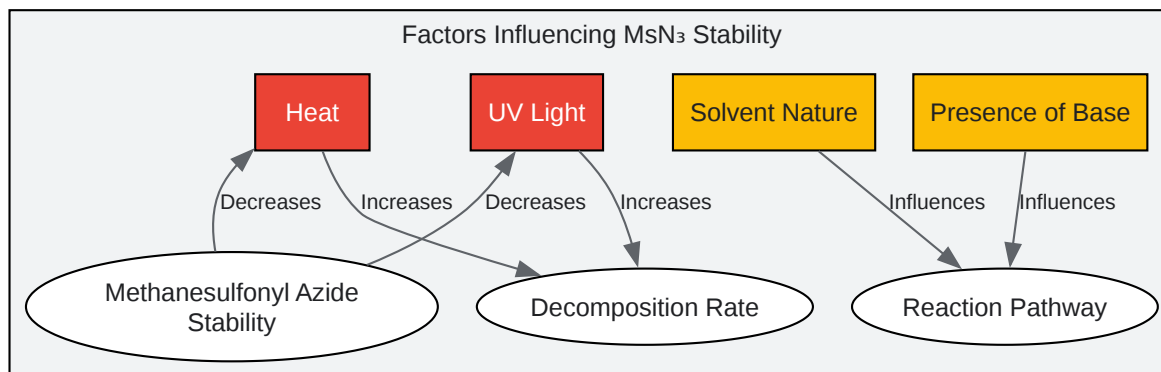 Factors Influencing MsN₃ Stability
Heat
UV Light
Solvent Nature
Presence of Base
Decreases
Increases
Decreases
Increases
Influences
Influences
Methanesulfonyl Azide
Stability
Decomposition Rate
Reaction Pathway